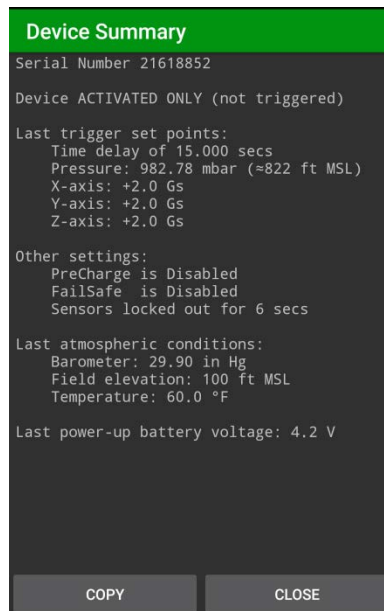 Device Summary
Serial Number 21618852
Device ACTIVATED ONLY (not triggered)
Last trigger set points:
Time delay of 15.000 secs
Pressure: 982.78 mbar (≈822 ft MSL)
X-axis: +2.0 Gs
Y-axis: +2.0 Gs
Z-axis: +2.0 Gs
Other settings:
PreCharge is Disabled
FailSafe  is Disabled
Sensors locked out for 6 secs
Last atmospheric conditions:
Barometer: 29.90 in Hg
Field elevation: 100 ft MSL
Temperature: 60.0 °F
Last power-up battery voltage: 4.2 V
COPY
CLOSE